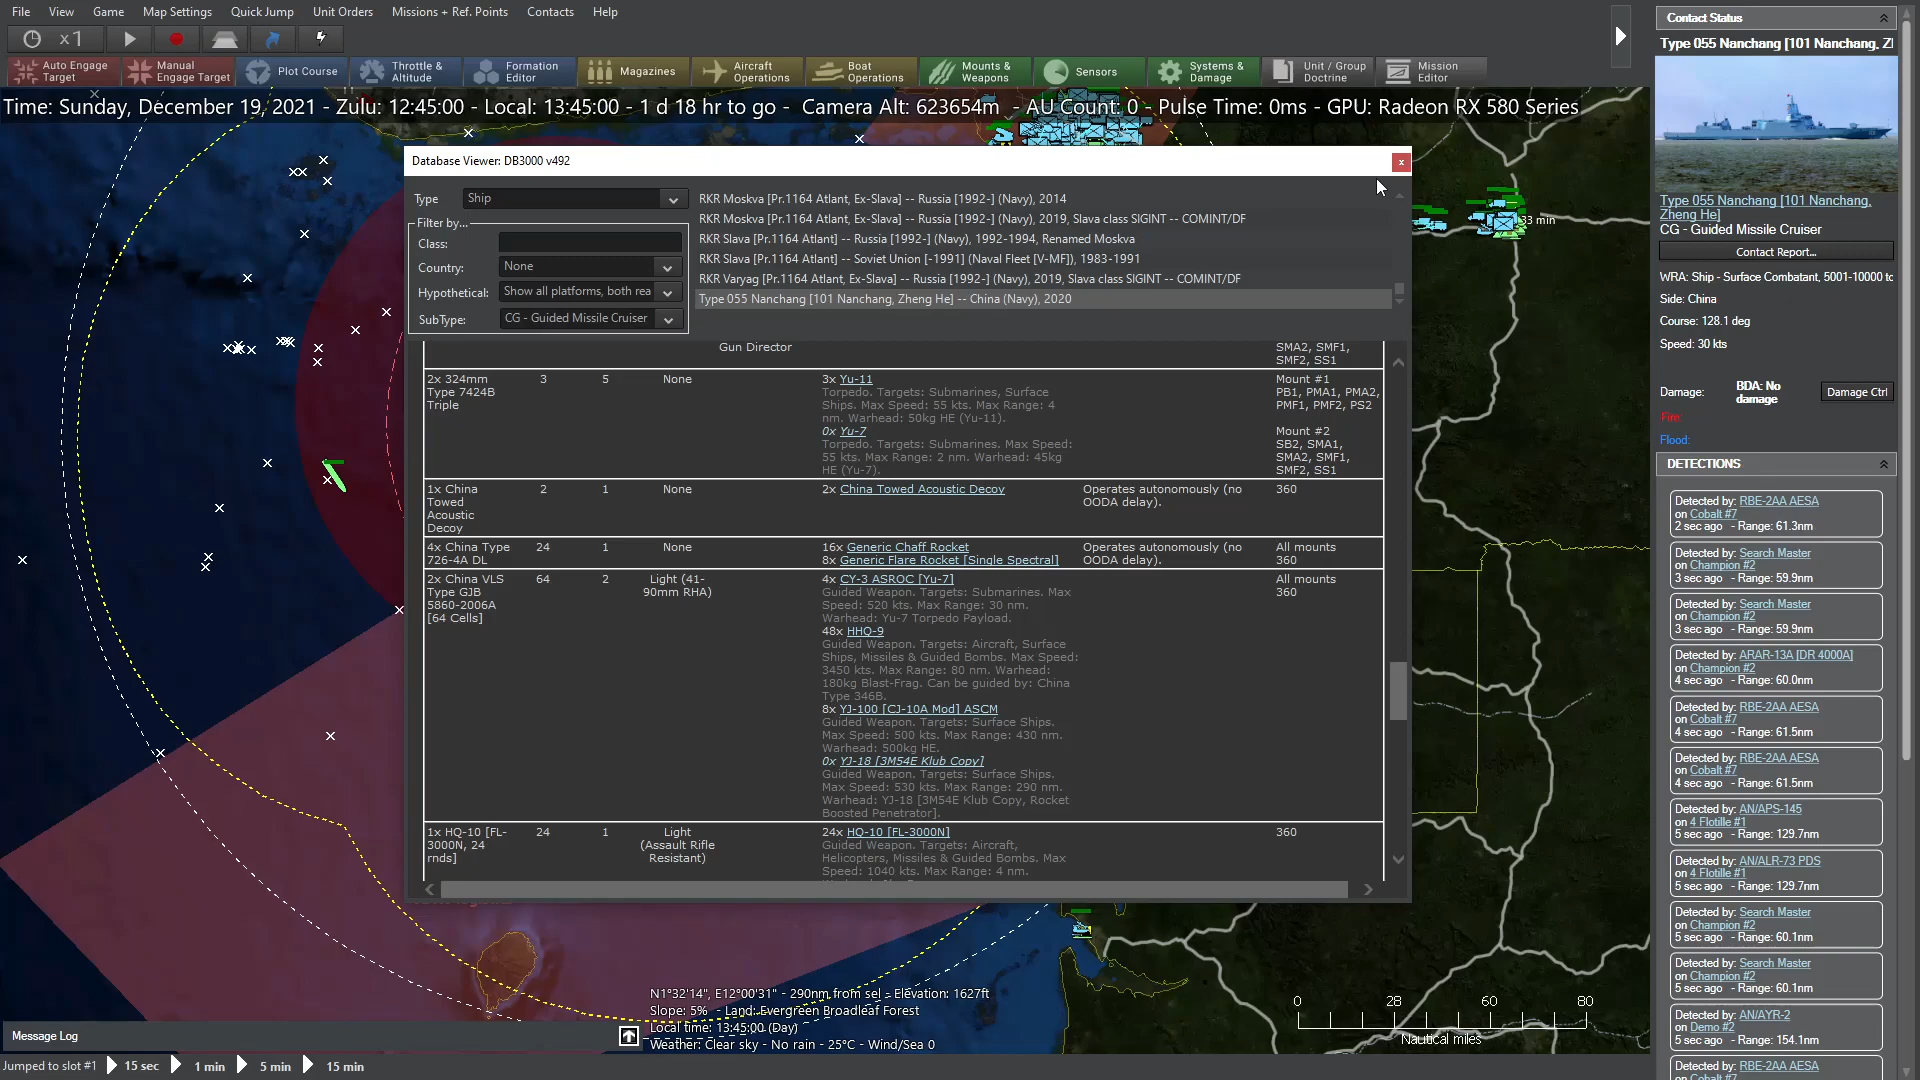 File View Game Map Settings Quick Jump Unit Orders Missions + Ref. Points Contacts Help
x1
Auto Engage Target
Manual Engage Target
Plot Course
Throttle & Altitude
Formation Editor
Magazines
Aircraft Operations
Boat Operations
Mounts & Weapons
Sensors
Systems & Damage
Unit / Group Doctrine
Mission Editor
Time: Sunday, December 19, 2021 - Zulu: 12:45:00 - Local: 13:45:00 - 1 d 18 hr to go - Camera Alt: 623654m - AU Count: 0 - Pulse Time: 0ms - GPU: Radeon RX 580 Series
33 min
Database Viewer: DB3000 v492
x
Type Ship
Filter by...
Class:
Country: None
Hypothetical: Show all platforms, both rea
SubType: CG - Guided Missile Cruiser
RKR Moskva [Pr.1164 Atlant, Ex-Slava] -- Russia [1992-] (Navy), 2014
RKR Moskva [Pr.1164 Atlant, Ex-Slava] -- Russia [1992-] (Navy), 2019, Slava class SIGINT -- COMINT/DF
RKR Slava [Pr.1164 Atlant] -- Russia [1992-] (Navy), 1992-1994, Renamed Moskva
RKR Slava [Pr.1164 Atlant] -- Soviet Union [-1991] (Naval Fleet [V-MF]), 1983-1991
RKR Varyag [Pr.1164 Atlant, Ex-Slava] -- Russia [1992-] (Navy), 2019, Slava class SIGINT -- COMINT/DF
Type 055 Nanchang [101 Nanchang, Zheng He] -- China (Navy), 2020
Gun Director
SMA2, SMF1,
SMF2, SS1
2x 324mm
Type 7424B
Triple
3
5
None
3x Yu-11
Torpedo. Targets: Submarines, Surface
Ships. Max Speed: 55 kts. Max Range: 4
nm. Warhead: 50kg HE (Yu-11).
0x Yu-7
Torpedo. Targets: Submarines. Max Speed:
55 kts. Max Range: 2 nm. Warhead: 45kg
HE (Yu-7).
Mount #1
PB1, PMA1, PMA2,
PMF1, PMF2, PS2
Mount #2
SB2, SMA1,
SMA2, SMF1,
SMF2, SS1
1x China
Towed
Acoustic
Decoy
2
1
None
2x China Towed Acoustic Decoy
Operates autonomously (no
OODA delay).
360
4x China Type
726-4A DL
24
1
None
16x Generic Chaff Rocket
8x Generic Flare Rocket [Single Spectral]
Operates autonomously (no
OODA delay).
All mounts
360
2x China VLS
Type GJB
5860-2006A
[64 Cells]
64
2
Light (41-
90mm RHA)
4x CY-3 ASROC [Yu-7]
Guided Weapon. Targets: Submarines. Max
Speed: 520 kts. Max Range: 30 nm.
Warhead: Yu-7 Torpedo Payload.
48x HHQ-9
Guided Weapon. Targets: Aircraft, Surface
Ships, Missiles & Guided Bombs. Max Speed:
3450 kts. Max Range: 80 nm. Warhead:
180kg Blast-Frag. Can be guided by: China
Type 346B.
8x YJ-100 [CJ-10A Mod] ASCM
Guided Weapon. Targets: Surface Ships.
Max Speed: 500 kts. Max Range: 430 nm.
Warhead: 500kg HE.
0x YJ-18 [3M54E Klub Copy]
Guided Weapon. Targets: Surface Ships.
Max Speed: 530 kts. Max Range: 290 nm.
Warhead: YJ-18 [3M54E Klub Copy, Rocket
Boosted Penetrator].
All mounts
360
1x HQ-10 [FL-
3000N, 24
rnds]
24
1
Light
(Assault Rifle
Resistant)
24x HQ-10 [FL-3000N]
Guided Weapon. Targets: Aircraft,
Helicopters, Missiles & Guided Bombs. Max
Speed: 1040 kts. Max Range: 4 nm.
360
N1°32'14", E12°00'31" - 290nm from sel - Elevation: 1627ft
Slope: 5% - Land: Evergreen Broadleaf Forest
Local time: 13:45:00 (Day)
Weather: Clear sky - No rain - 25°C - Wind/Sea 0
0 28 60 80
Nautical miles
Message Log
Jumped to slot #1 15 sec 1 min 5 min 15 min
Contact Status
Type 055 Nanchang [101 Nanchang, Zl
Type 055 Nanchang [101 Nanchang,
Zheng He]
CG - Guided Missile Cruiser
Contact Report...
WRA: Ship - Surface Combatant, 5001-10000 to
Side: China
Course: 128.1 deg
Speed: 30 kts
Damage: BDA: No damage Damage Ctrl
Fire:
Flood:
DETECTIONS
Detected by: RBE-2AA AESA
on Cobalt #7
2 sec ago - Range: 61.3nm
Detected by: Search Master
on Champion #2
3 sec ago - Range: 59.9nm
Detected by: Search Master
on Champion #2
3 sec ago - Range: 59.9nm
Detected by: ARAR-13A [DR 4000A]
on Champion #2
4 sec ago - Range: 60.0nm
Detected by: RBE-2AA AESA
on Cobalt #7
4 sec ago - Range: 61.5nm
Detected by: RBE-2AA AESA
on Cobalt #7
4 sec ago - Range: 61.5nm
Detected by: AN/APS-145
on 4 Flotille #1
5 sec ago - Range: 129.7nm
Detected by: AN/ALR-73 PDS
on 4 Flotille #1
5 sec ago - Range: 129.7nm
Detected by: Search Master
on Champion #2
5 sec ago - Range: 60.1nm
Detected by: Search Master
on Champion #2
5 sec ago - Range: 60.1nm
Detected by: AN/AYR-2
on Demo #2
5 sec ago - Range: 154.1nm
Detected by: RBE-2AA AESA
on Cobalt #7